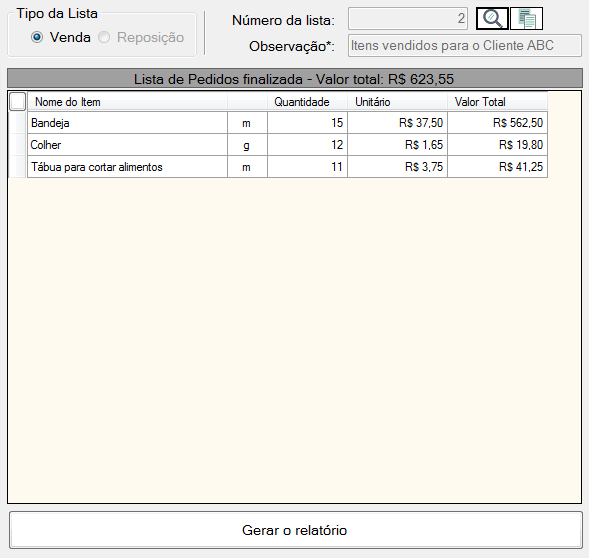 Tipo da Lista
Venda Reposição
Número da lista: 2
Observação*: Itens vendidos para o Cliente ABC
Lista de Pedidos finalizada - Valor total: R$ 623,55
Nome do Item Quantidade Unitário Valor Total
Bandeja m 15 R$ 37,50 R$ 562,50
Colher g 12 R$ 1,65 R$ 19,80
Tábua para cortar alimentos m 11 R$ 3,75 R$ 41,25
Gerar o relatório